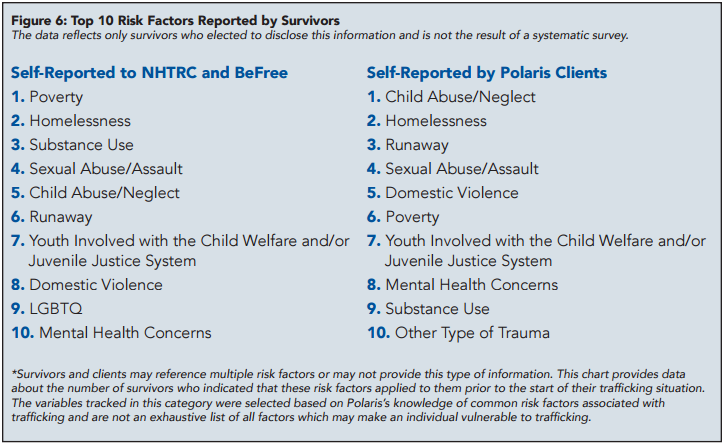 Figure 6: Top 10 Risk Factors Reported by Survivors
The data reflects only survivors who elected to disclose this information and is not the result of a systematic survey.
Self-Reported to NHTRC and BeFree
1. Poverty
2. Homelessness
3. Substance Use
4. Sexual Abuse/Assault
5. Child Abuse/Neglect
6. Runaway
7. Youth Involved with the Child Welfare and/or
Juvenile Justice System
8. Domestic Violence
9. LGBTQ
10. Mental Health Concerns
Self-Reported by Polaris Clients
1. Child Abuse/Neglect
2. Homelessness
3. Runaway
4. Sexual Abuse/Assault
5. Domestic Violence
6. Poverty
7. Youth Involved with the Child Welfare and/or
Juvenile Justice System
8. Mental Health Concerns
9. Substance Use
10. Other Type of Trauma
*Survivors and clients may reference multiple risk factors or may not provide this type of information. This chart provides data
about the number of survivors who indicated that these risk factors applied to them prior to the start of their trafficking situation.
The variables tracked in this category were selected based on Polaris's knowledge of common risk factors associated with
trafficking and are not an exhaustive list of all factors which may make an individual vulnerable to trafficking.